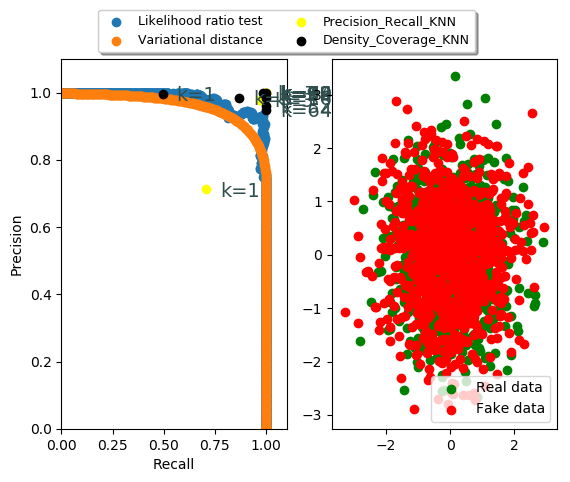 Likelihood ratio test
Variational distance
Precision_Recall_KNN
Density_Coverage_KNN
k=1
k=64
k=1
1.0
0.8
0.6
0.4
0.2
0.0
Precision
0.00
0.25
0.50
0.75
1.00
Recall
3
2
1
0
−1
−2
−3
−2
0
2
Real data
Fake data